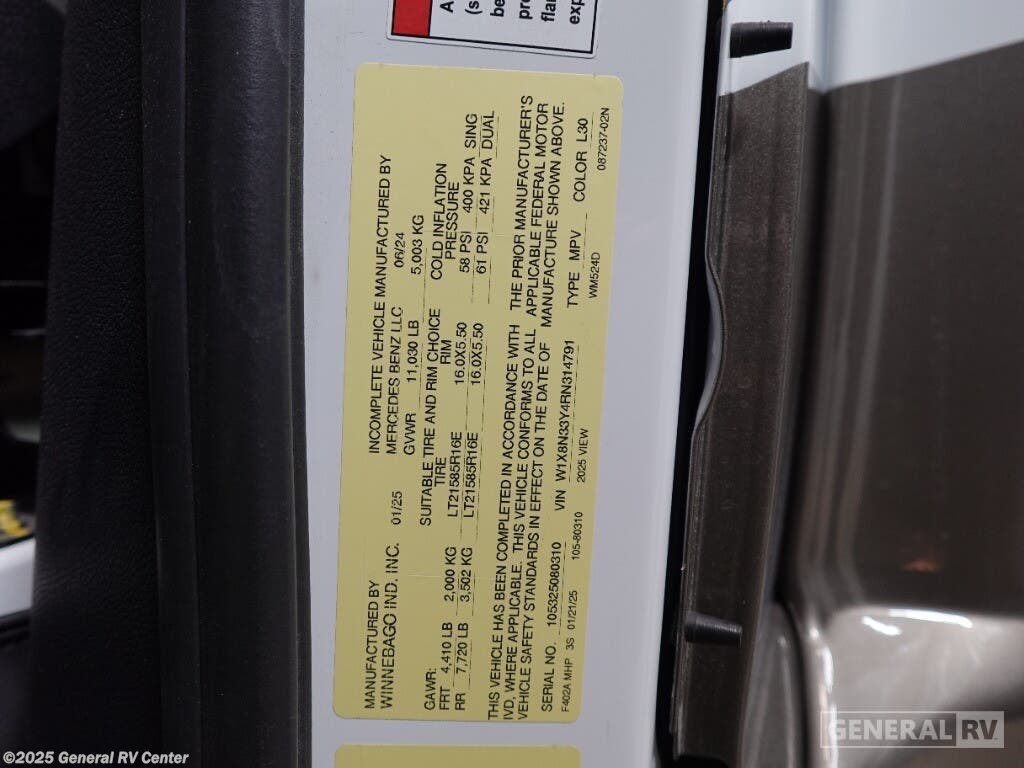 A
(s
be
pro
flar
exp
MANUFACTURED BY
WINNEBAGO IND. INC. 01/25
INCOMPLETE VEHICLE MANUFACTURED BY
MERCEDES BENZ LLC 06/24
GAWR: GVWR 11,030 LB 5,003 KG
SUITABLE TIRE AND RIM CHOICE COLD INFLATION
TIRE RIM PRESSURE
FRT 4,410 LB 2,000 KG LT21585R16E 16.0X5.50 58 PSI 400 KPA SING
RR 7,720 LB 3,502 KG LT21585R16E 16.0X5.50 61 PSI 421 KPA DUAL
THIS VEHICLE HAS BEEN COMPLETED IN ACCORDANCE WITH THE PRIOR MANUFACTURER'S
IVD, WHERE APPLICABLE. THIS VEHICLE CONFORMS TO ALL APPLICABLE FEDERAL MOTOR
VEHICLE SAFETY STANDARDS IN EFFECT ON THE DATE OF MANUFACTURE SHOWN ABOVE.
SERIAL NO. 105325080310 VIN W1X8N33Y4RN314791 TYPE MPV COLOR L30
F402A MHP 3S 01/21/25 105-80310 2025 VIEW WM524D 087237-02N
GENERAL RV
©2025 General RV Center